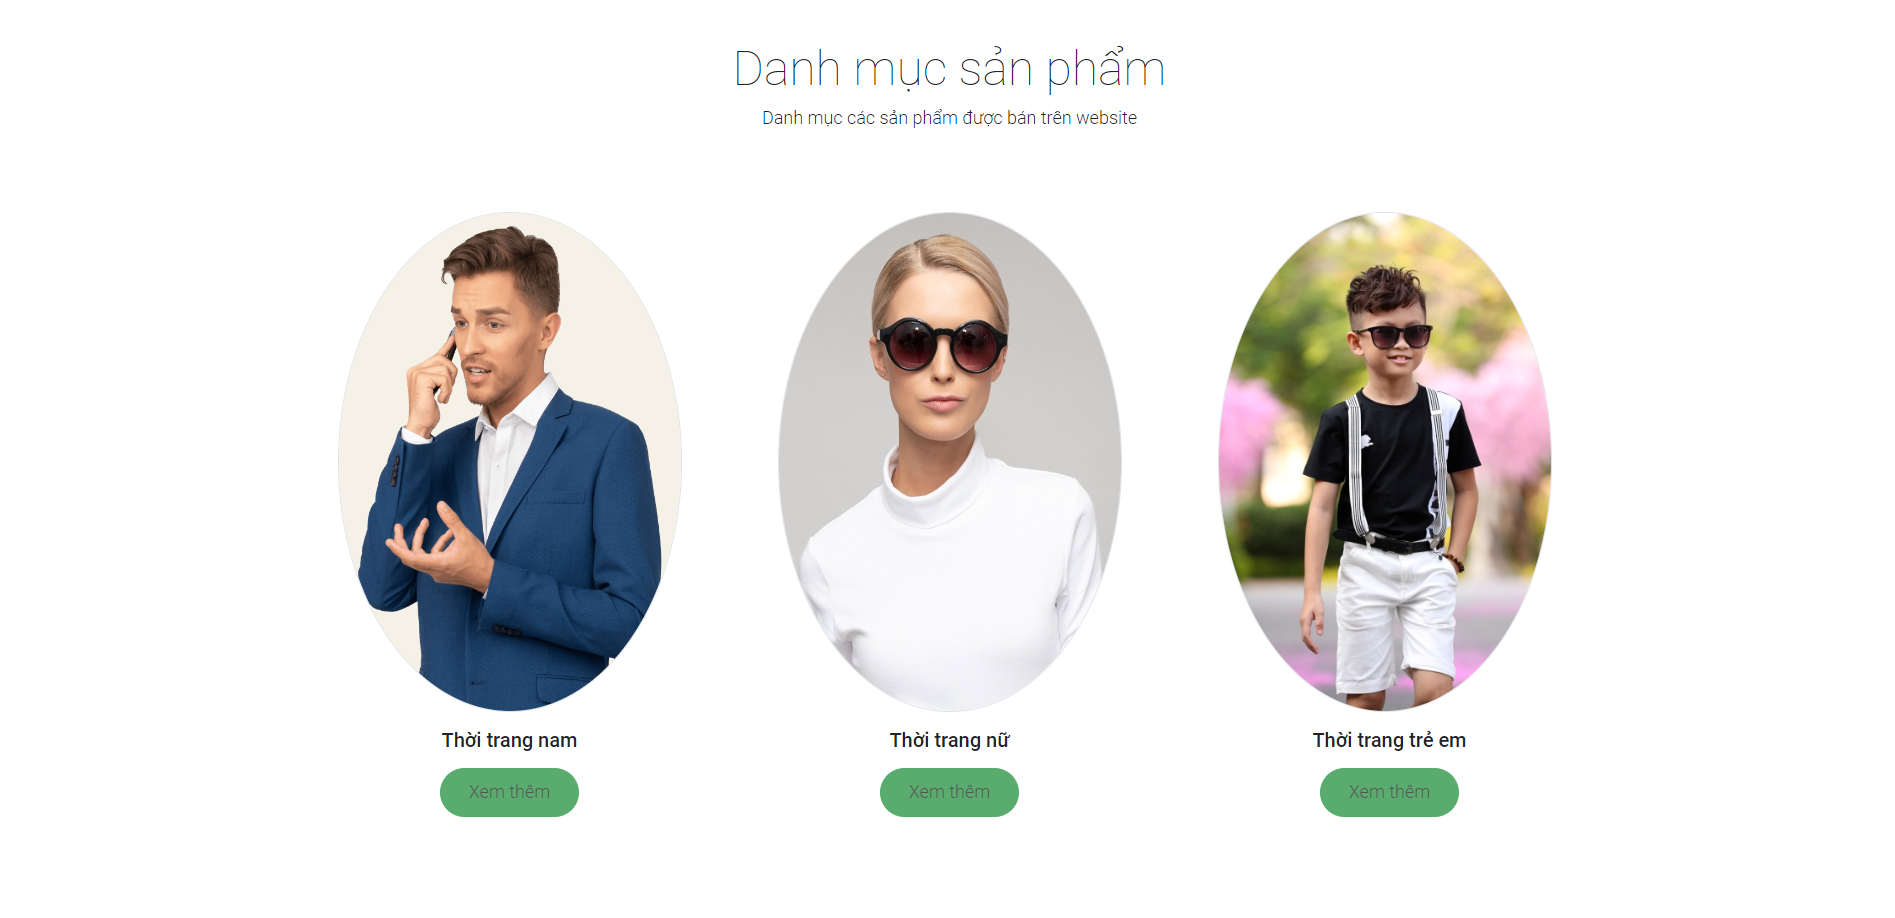 Danh mục sản phẩm
Danh mục các sản phẩm được bán trên website
Thời trang nam
Thời trang nữ
Thời trang trẻ em
Xem thêm
Xem thêm
Xem thêm